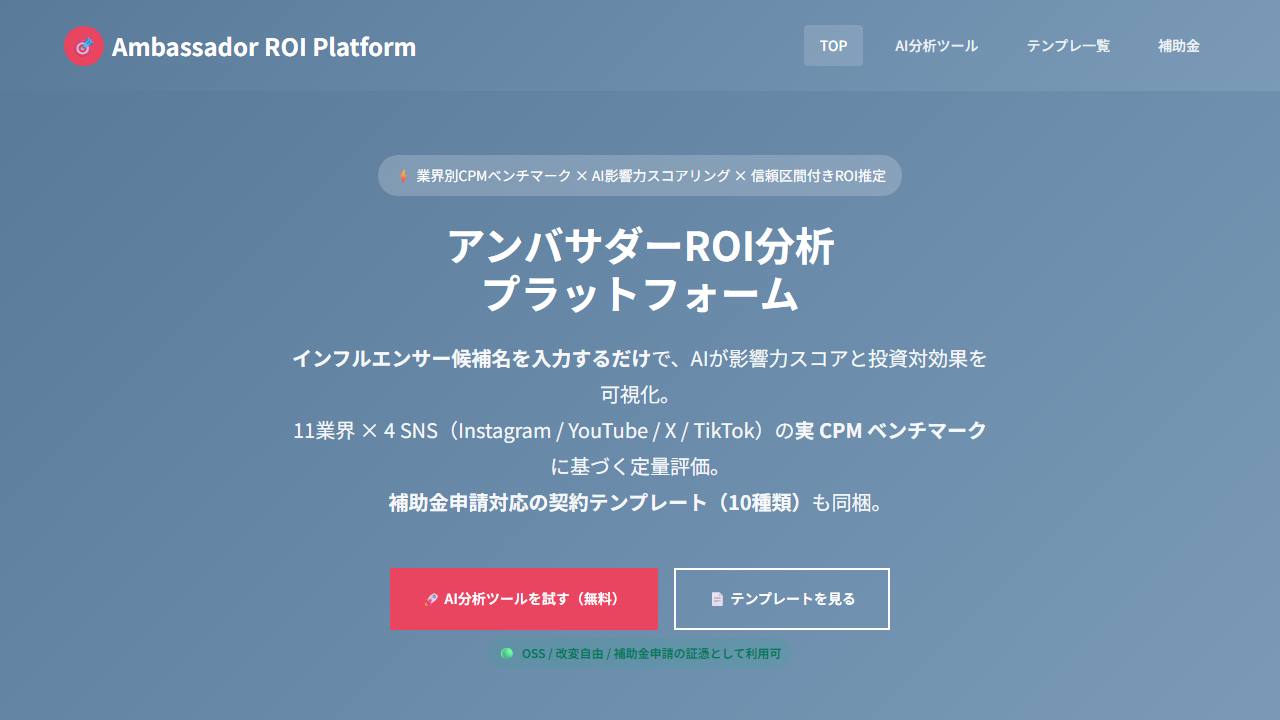 Ambassador ROI Platform
TOP
AI分析ツール
テンプレ一覧
補助金
業界別CPMベンチマーク × AI影響力スコアリング × 信頼区間付きROI推定
アンバサダーROI分析
プラットフォーム
インフルエンサー候補名を入力するだけで、AIが影響力スコアと投資対効果を
可視化。
11業界 × 4 SNS（Instagram / YouTube / X / TikTok）の実 CPM ベンチマーク
に基づく定量評価。
補助金申請対応の契約テンプレート（10種類）も同梱。
AI分析ツールを試す（無料）
テンプレートを見る
OSS / 改変自由 / 補助金申請の証憑として利用可